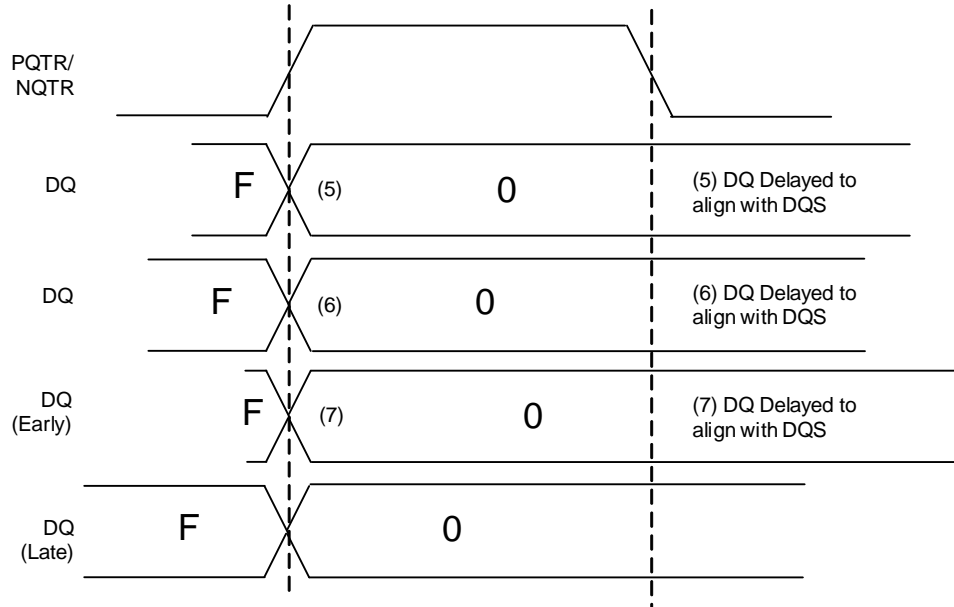 PQTR/
NQTR
DQ
F
(5)
0
(5) DQ Delayed to
align with DQS
DQ
F
(6)
0
(6) DQ Delayed to
align with DQS
DQ
(Early)
F
(7)
0
(7) DQ Delayed to
align with DQS
DQ
(Late)
F
0